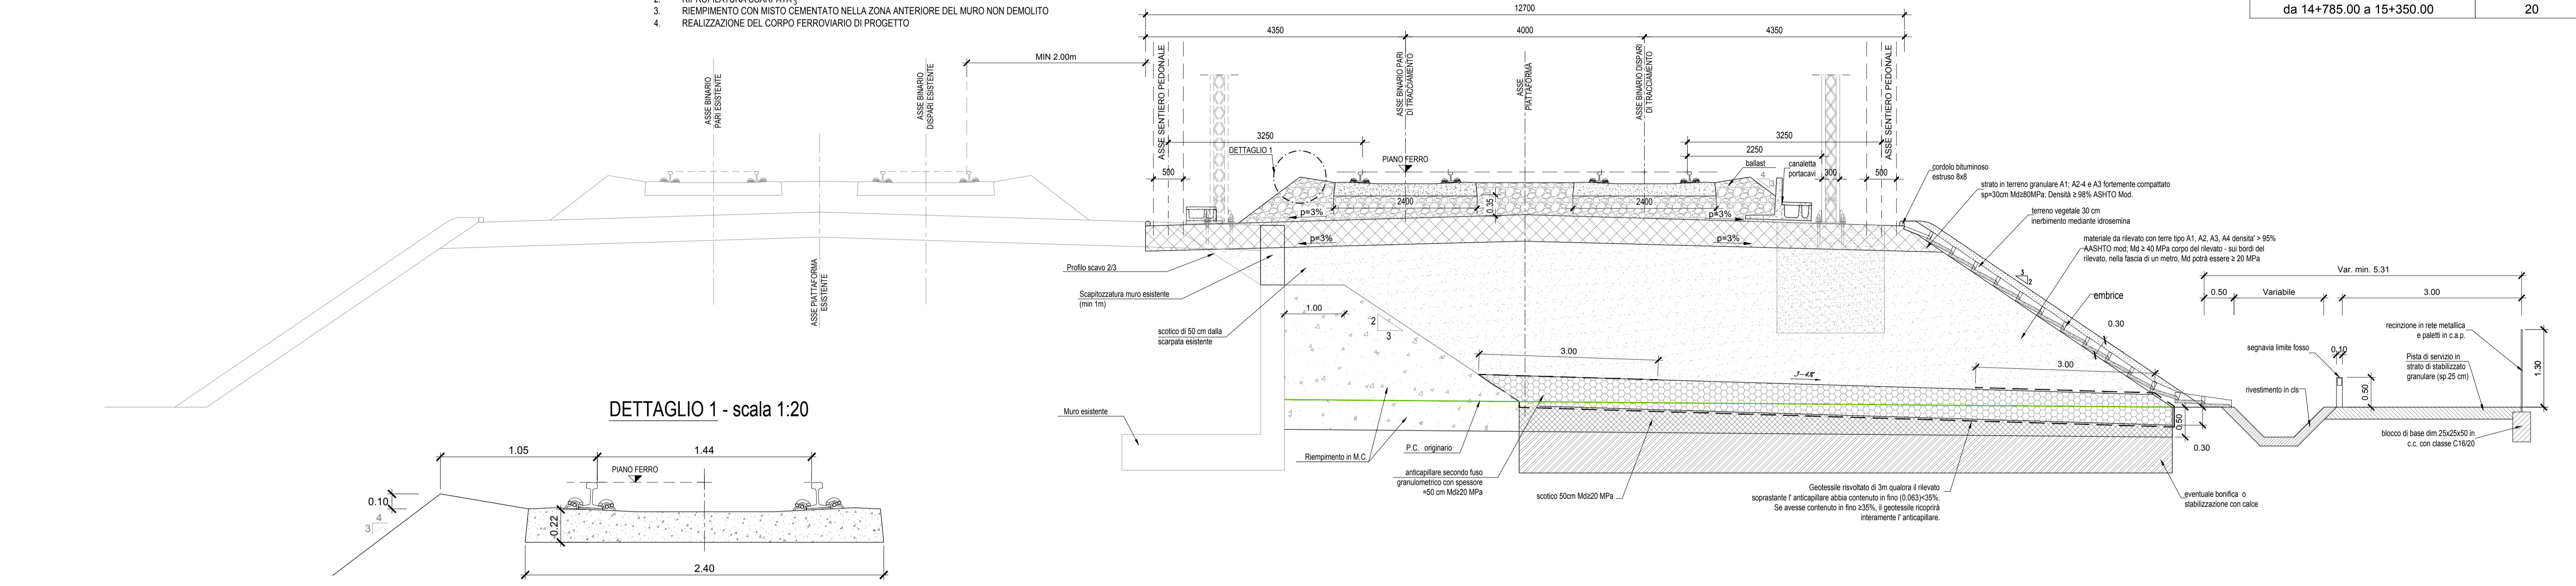 3. RIEMPIMENTO CON MISTO CEMENTATO NELLA ZONA ANTERIORE DEL MURO NON DEMOLITO
4. REALIZZAZIONE DEL CORPO FERROVIARIO DI PROGETTO
da 14+785.00 a 15+350.00 20
12700
4350 4000 4350
MIN 2.00m
ASSE BINARIO
PARI ESISTENTE
ASSE BINARIO
DISPARI ESISTENTE
ASSE PIATTAFORMA
ESISTENTE
ASSE SENTIERO PEDONALE
ASSE BINARIO PARI
DI TRACCIAMENTO
ASSE
PIATTAFORMA
ASSE BINARIO DISPARI
DI TRACCIAMENTO
ASSE SENTIERO PEDONALE
3250
3250
2250
DETTAGLIO 1
PIANO FERRO
ballast
canaletta
portacavi
4
3
500
300
500
2400
0.35
2400
p=3%
p=3%
p=3%
p=3%
cordolo bituminoso
estruso 8x8
strato in terreno granulare A1; A2-4 e A3 fortemente compattato
sp=30cm Md≥80MPa; Densità ≥ 98% ASHTO Mod.
terreno vegetale 30 cm
inerbimento mediante idrosemina
materiale da rilevato con terre tipo A1, A2, A3, A4 densita' > 95%
AASHTO mod; Md ≥ 40 MPa corpo del rilevato - sui bordi del
rilevato, nella fascia di un metro, Md potrà essere ≥ 20 MPa
3
2
embrice
0.30
Profilo scavo 2/3
Scapitozzatura muro esistente
(min 1m)
scotico di 50 cm dalla
scarpata esistente
1.00
2
3
3.00
3-4%
3.00
Var. min. 5.31
0.50 Variabile 3.00
recinzione in rete metallica
e paletti in c.a.p.
segnavia limite fosso
0.10
Pista di servizio in
strato di stabilizzato
granulare (sp.25 cm)
1.30
0.50
rivestimento in cls
blocco di base dim.25x25x50 in
c.c. con classe C16/20
0.50
0.30
Muro esistente
Riempimento in M.C.
P.C. originario
anticapillare secondo fuso
granulometrico con spessore
=50 cm Md≥20 MPa
scotico 50cm Md≥20 MPa
Geotessile risvoltato di 3m qualora il rilevato
soprastante l' anticapillare abbia contenuto in fino (0.063)<35%.
Se avesse contenuto in fino ≥35%, il geotessile ricoprirà
interamente l' anticapillare.
eventuale bonifica o
stabilizzazione con calce
DETTAGLIO 1 - scala 1:20
1.05 1.44
PIANO FERRO
0.10
4
3
0.22
2.40